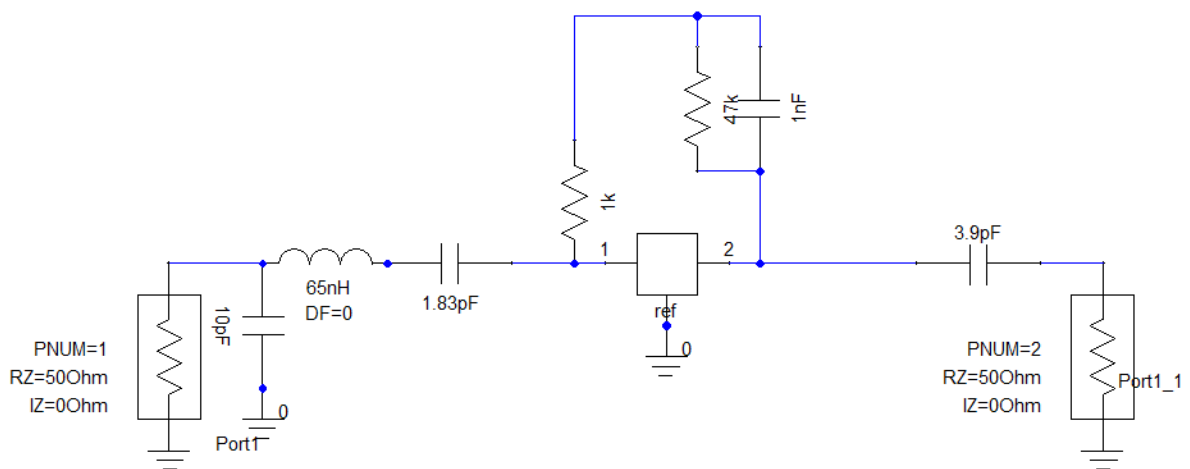 47k
1nF
1k
1
2
ref
0
3.9pF
65nH
DF=0
1.83pF
10pF
0
PNUM=1
RZ=50Ohm
IZ=0Ohm
Port1
PNUM=2
RZ=50Ohm
IZ=0Ohm
Port1_1